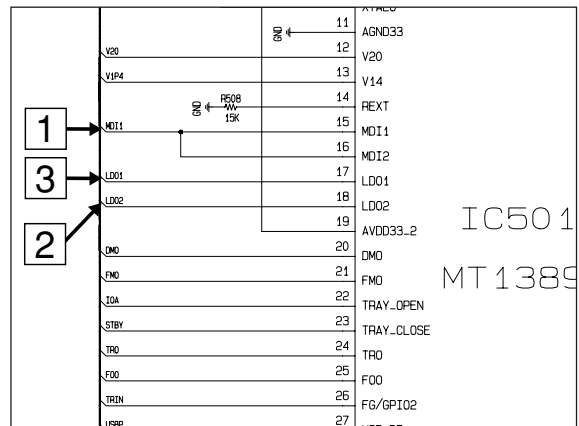 11 AGND33
GND
V20 12 V20
V1P4 13 V14
GND R508 14 REXT
15K
1 MDI1 15 MDI1
16 MDI2
3 LDO1 17 LDO1
LDO2 18 LDO2
2
19 AVDD33_2
IC501
DMO 20 DMO
FMO 21 FMO
MT1389
IOA 22 TRAY_OPEN
STBY 23 TRAY_CLOSE
TRO 24 TRO
FOO 25 FOO
TRIN 26 FG/GPIO2
USBP 27